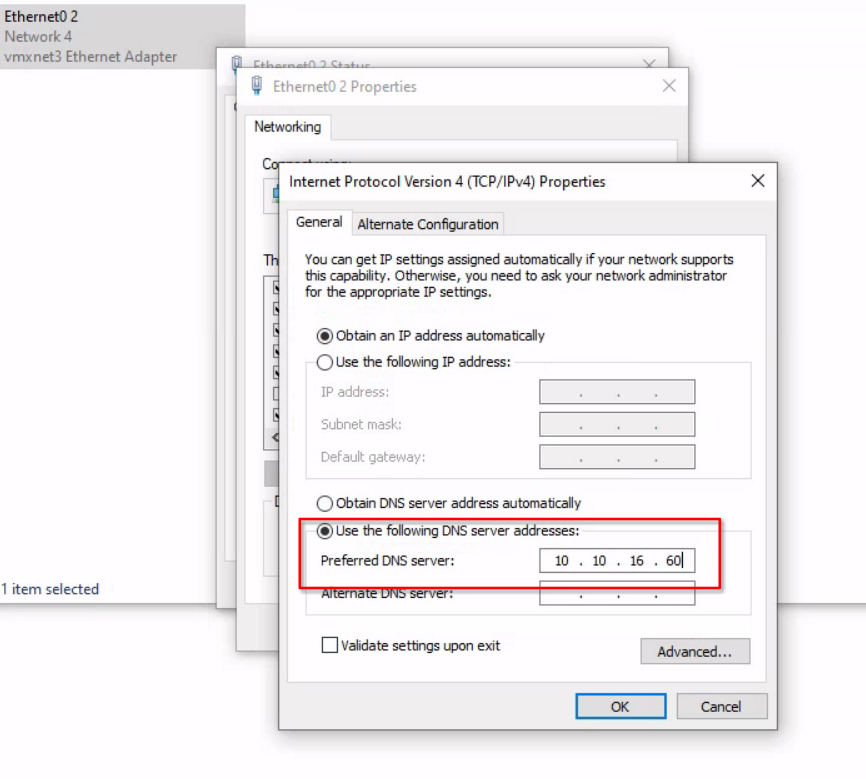 Ethernet0 2
Network 4
vmxnet3 Ethernet Adapter
Ethernet0 2 Status
Ethernet0 2 Properties
Networking
Internet Protocol Version 4 (TCP/IPv4) Properties
General
Alternate Configuration
You can get IP settings assigned automatically if your network supports
this capability. Otherwise, you need to ask your network administrator
for the appropriate IP settings.
Obtain an IP address automatically
Use the following IP address:
IP address: . . .
Subnet mask: . . .
Default gateway: . . .
Obtain DNS server address automatically
Use the following DNS server addresses:
Preferred DNS server: 10 . 10 . 16 . 60
Alternate DNS server: . . .
Validate settings upon exit
Advanced...
OK
Cancel
1 item selected